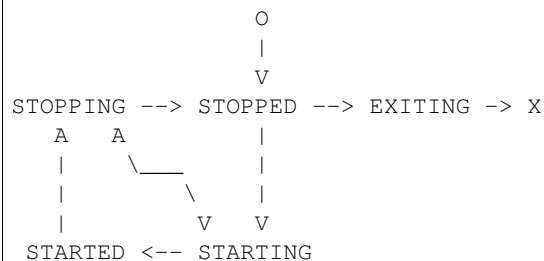 O
|
V
STOPPING --> STOPPED --> EXITING -> X
A A |
| \___ |
| \ |
| V V
STARTED <-- STARTING